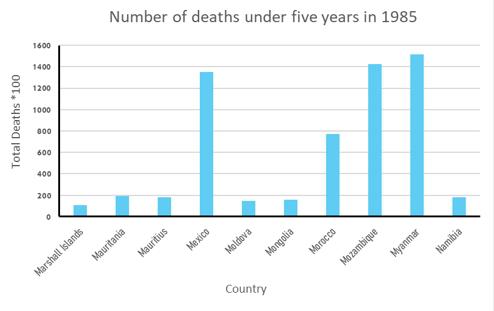 Number of deaths under five years in 1985
Total Deaths *100
1600
1400
1200
1000
800
600
400
200
0
Marshall Islands
Mauritania
Mauritius
Mexico
Moldova
Mongolia
Morocco
Mozambique
Myanmar
Namibia
Country